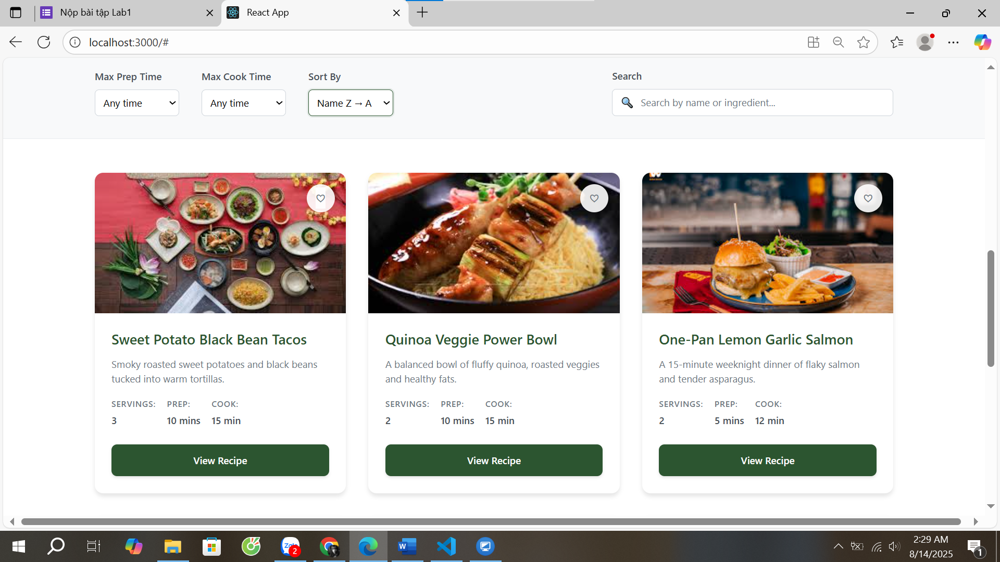 Nộp bài tập Lab1
React App
localhost:3000/#
Max Prep Time
Max Cook Time
Sort By
Search
Any time
Any time
Name Z → A
Search by name or ingredient...
Sweet Potato Black Bean Tacos
Smoky roasted sweet potatoes and black beans
tucked into warm tortillas.
SERVINGS:
PREP:
COOK:
3
10 mins
15 min
View Recipe
Quinoa Veggie Power Bowl
A balanced bowl of fluffy quinoa, roasted veggies
and healthy fats.
SERVINGS:
PREP:
COOK:
2
10 mins
15 min
View Recipe
One-Pan Lemon Garlic Salmon
A 15-minute weeknight dinner of flaky salmon
and tender asparagus.
SERVINGS:
PREP:
COOK:
2
5 mins
12 min
View Recipe
Zalo
2
W
2:29 AM
8/14/2025
1